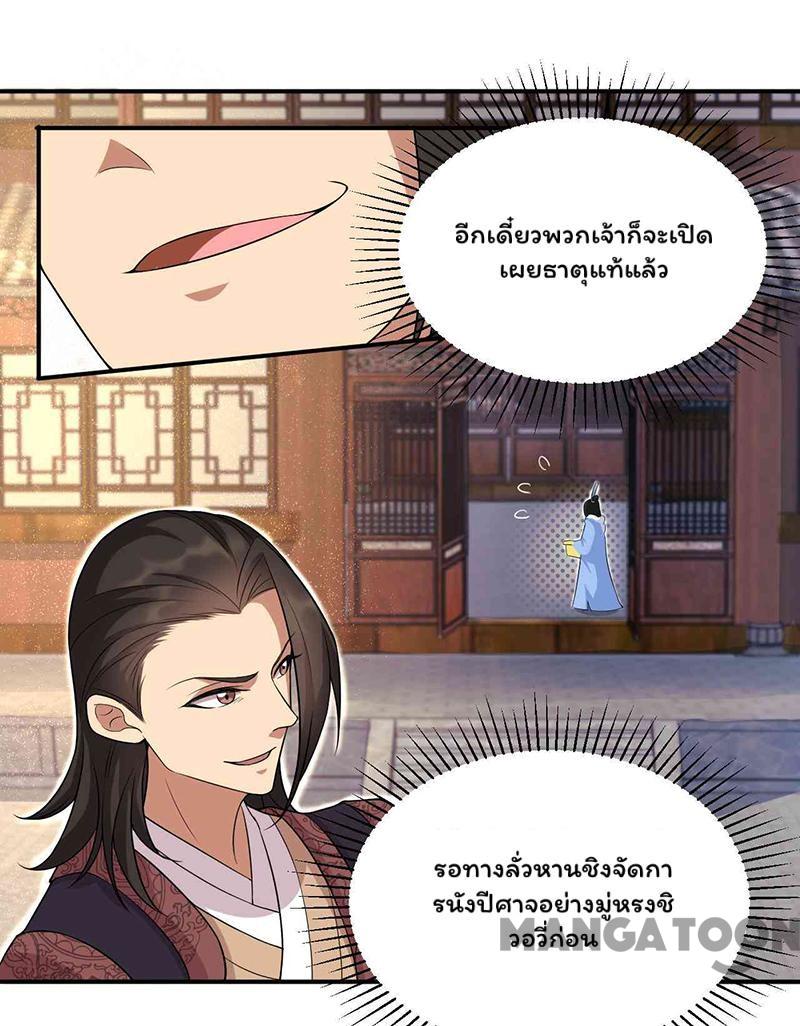 อีกเดี๋ยวพวกเจ้าก็จะเปิด
เผยธาตุแท้แล้ว
รอทางลั่วหานชิงจัดกา
รนังปีศาจอย่างมู่หรงชิ
วอวี่ก่อน
MANGATOON